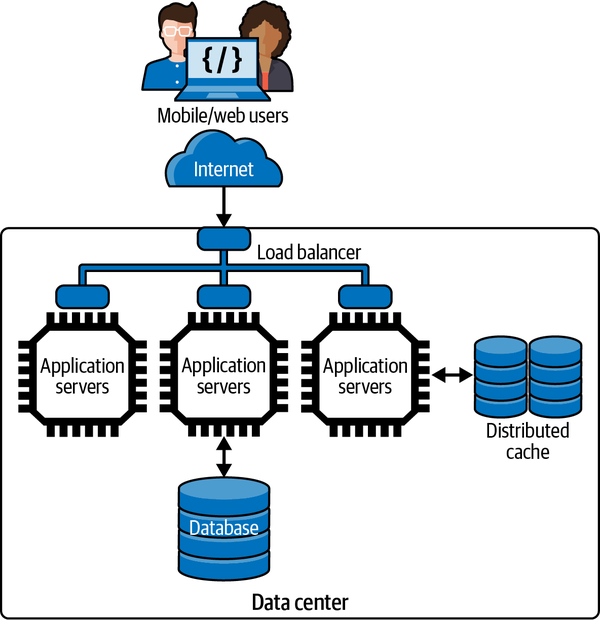 {/}
Mobile/web users
Internet
Load balancer
Application
servers
Application
servers
Application
servers
Distributed
cache
Database
Data center